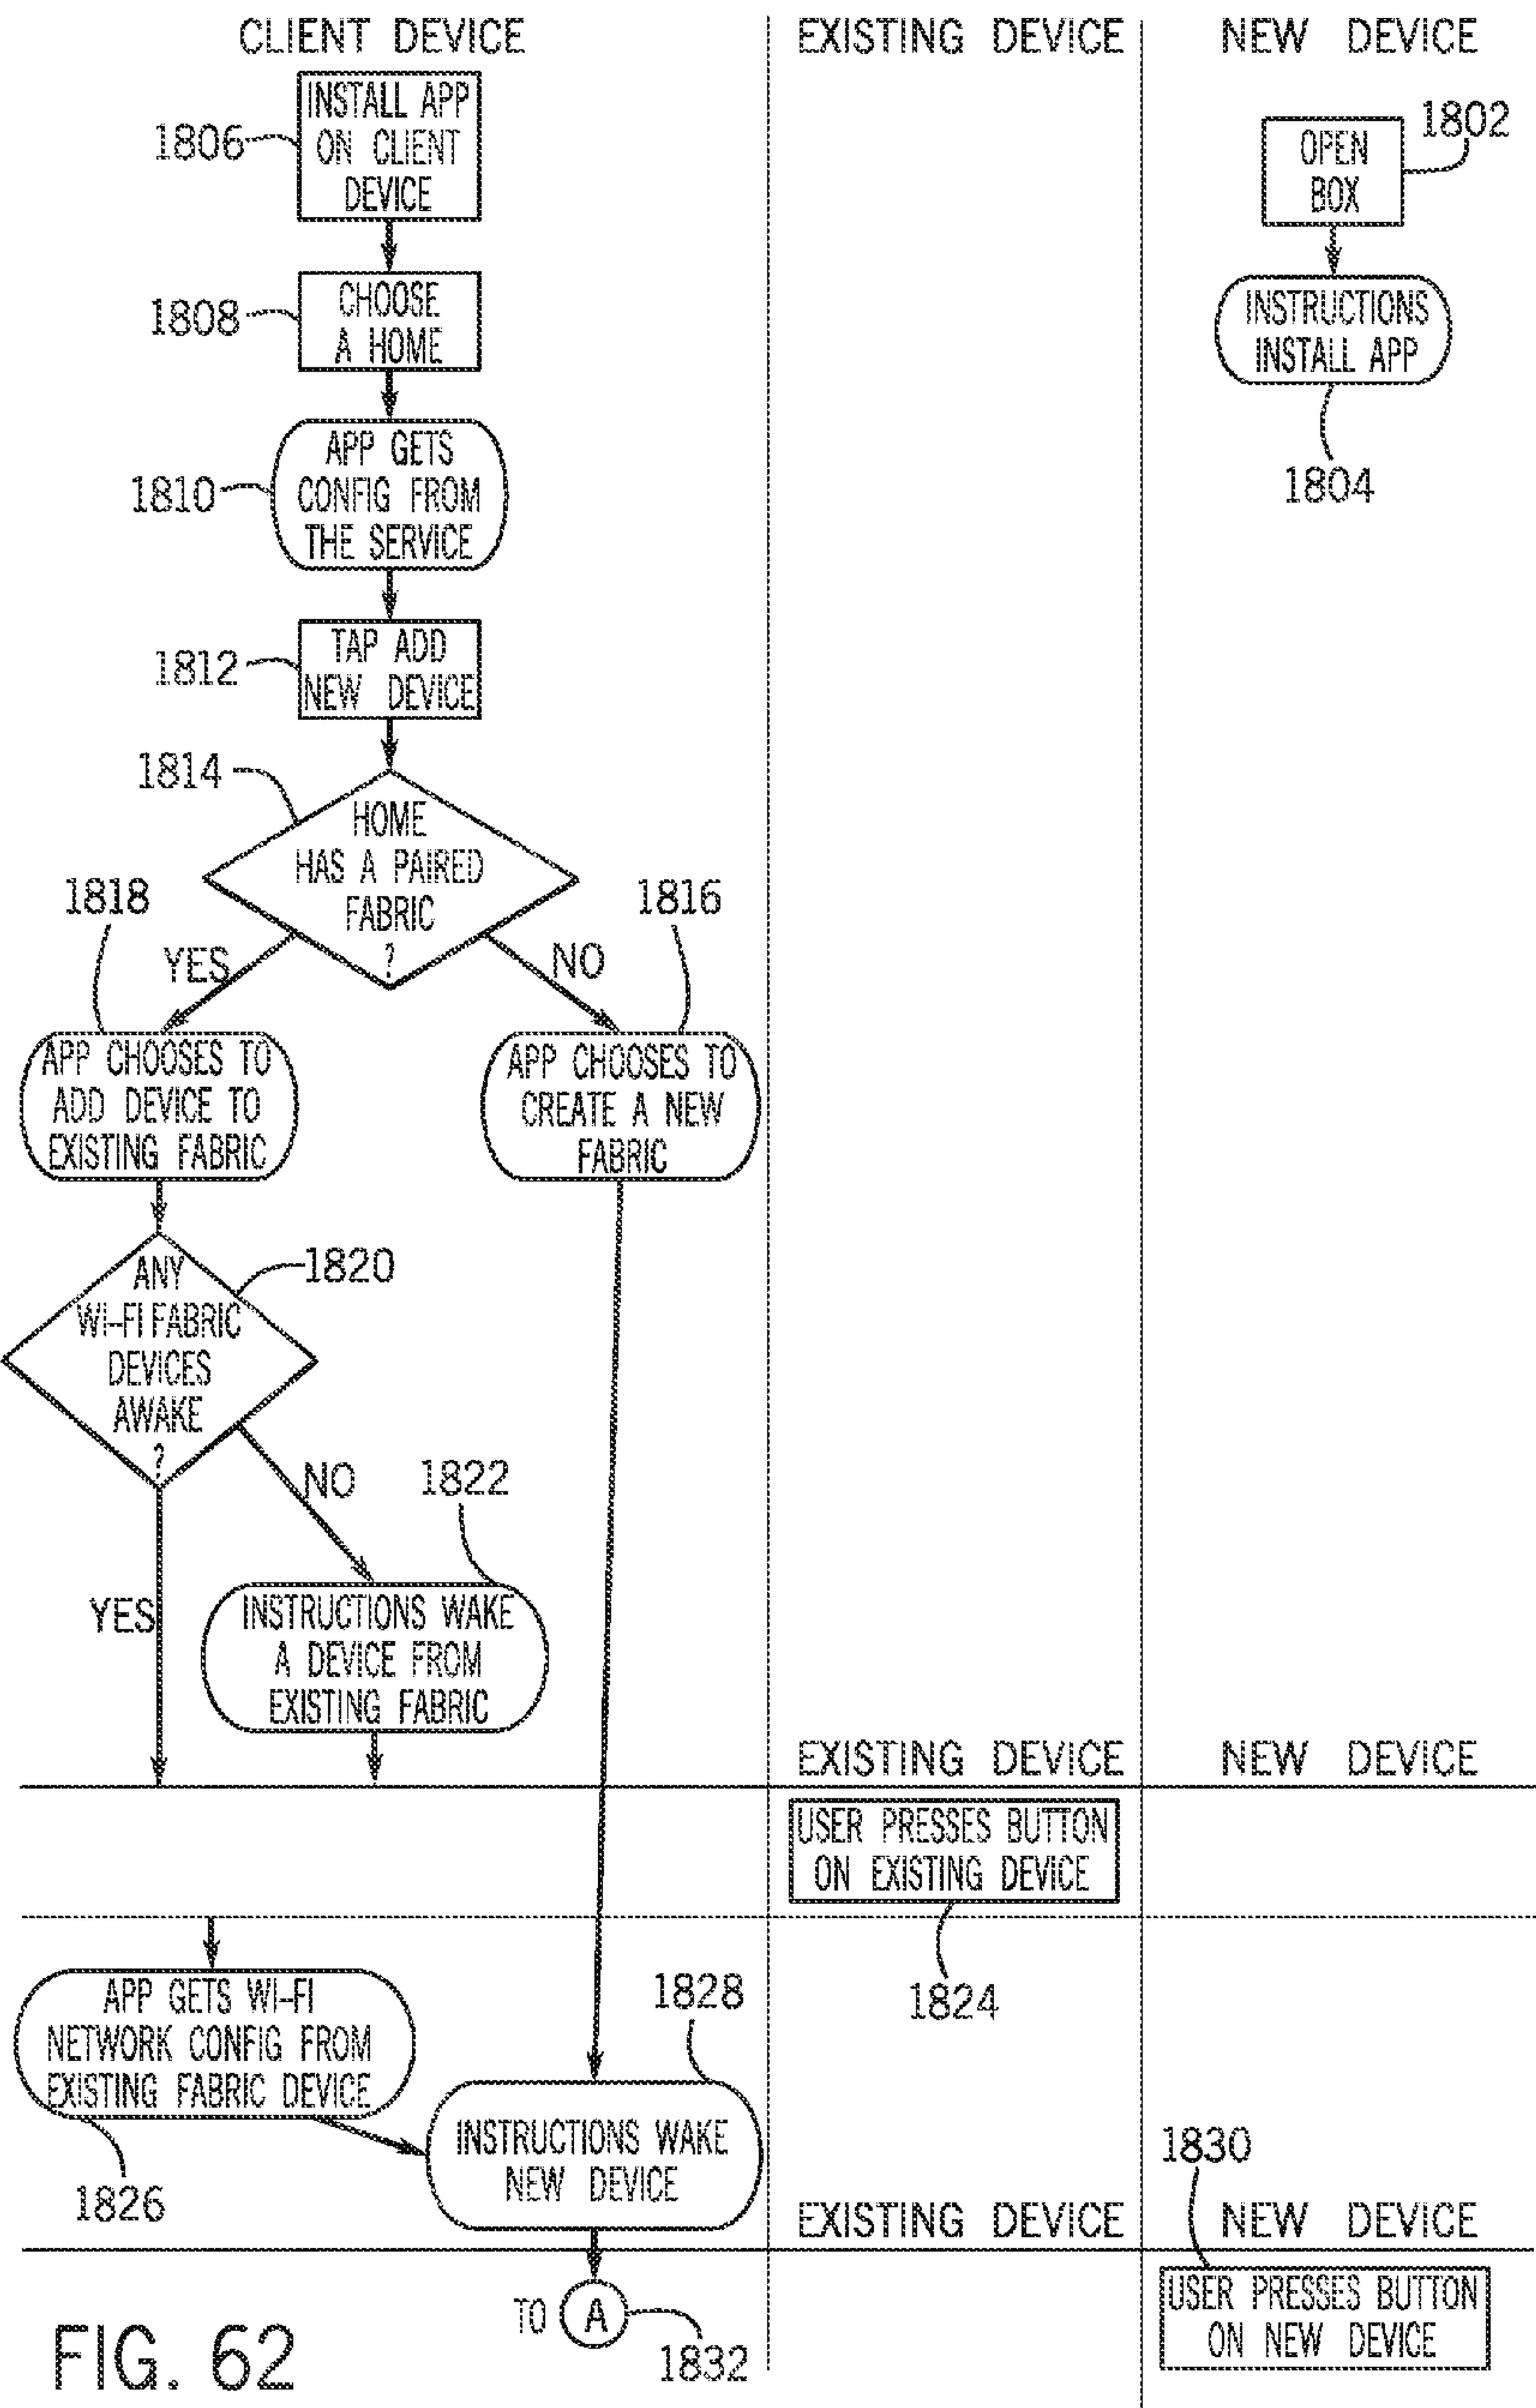 CLIENT DEVICE
EXISTING DEVICE
NEW DEVICE
INSTALL APP
ON CLIENT
DEVICE
1806
1802
OPEN
BOX
CHOOSE
A HOME
1808
INSTRUCTIONS
INSTALL APP
1804
APP GETS
CONFIG FROM
THE SERVICE
1810
TAP ADD
NEW DEVICE
1812
1814
HOME
HAS A PAIRED
FABRIC
?
1818
1816
YES
NO
APP CHOOSES TO
ADD DEVICE TO
EXISTING FABRIC
APP CHOOSES TO
CREATE A NEW
FABRIC
ANY
WI-FI FABRIC
DEVICES
AWAKE
?
1820
NO
1822
YES
INSTRUCTIONS WAKE
A DEVICE FROM
EXISTING FABRIC
EXISTING DEVICE
NEW DEVICE
USER PRESSES BUTTON
ON EXISTING DEVICE
1824
APP GETS WI-FI
NETWORK CONFIG FROM
EXISTING FABRIC DEVICE
1826
1828
INSTRUCTIONS WAKE
NEW DEVICE
1830
EXISTING DEVICE
NEW DEVICE
USER PRESSES BUTTON
ON NEW DEVICE
TO A
1832
FIG. 62